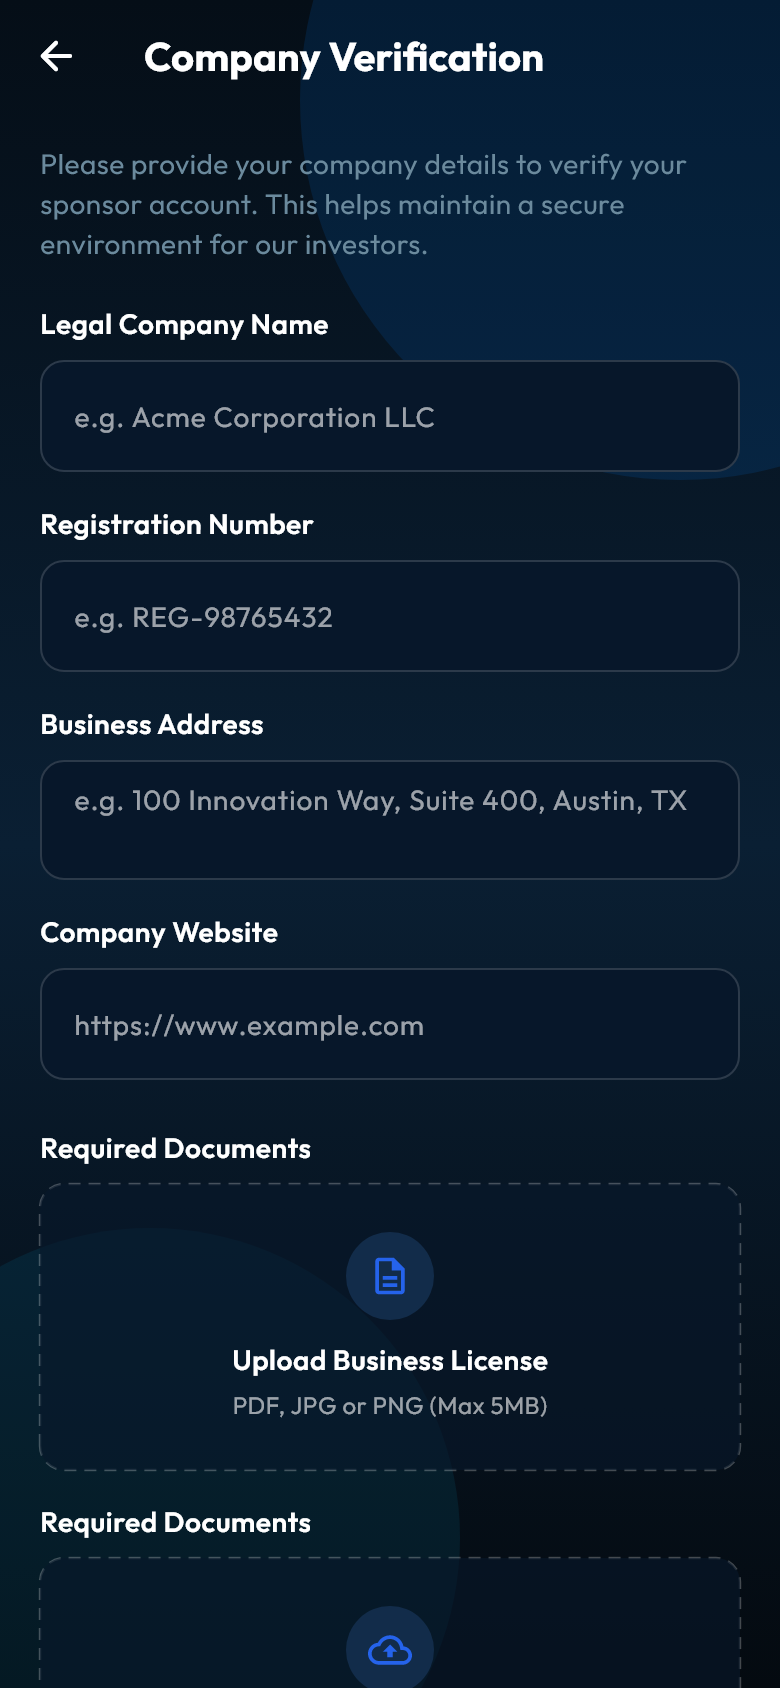 Company Verification
Please provide your company details to verify your
sponsor account. This helps maintain a secure
environment for our investors.
Legal Company Name
e.g. Acme Corporation LLC
Registration Number
e.g. REG-98765432
Business Address
e.g. 100 Innovation Way, Suite 400, Austin, TX
Company Website
https://www.example.com
Required Documents
Upload Business License
PDF, JPG or PNG (Max 5MB)
Required Documents